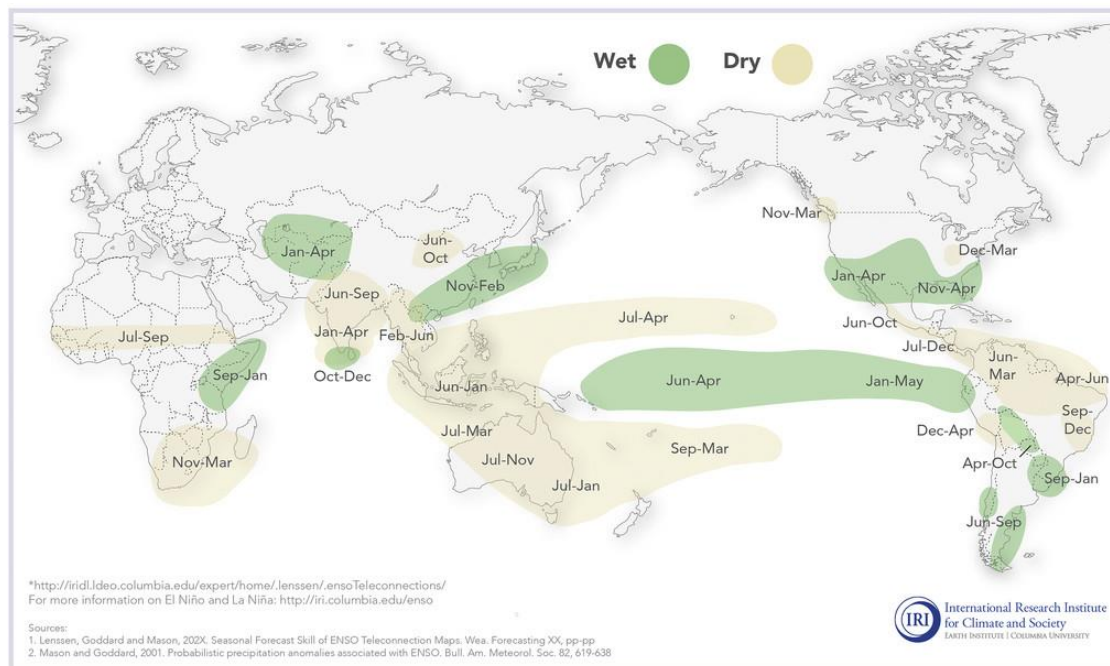 Wet
Dry
Nov-Mar
Jan-Apr
Jun-
Oct
Dec-Mar
Nov-Feb
Jan-Apr
Nov-Apr
Jun-Sep
Jul-Sep
Jan-Apr
Feb-Jun
Jul-Apr
Jun-Oct
Jul-Dec
Sep-Jan
Oct-Dec
Jun-Jan
Jun-Apr
Jan-May
Jun-
Mar
Apr-Jun
Sep-
Dec
Jul-Mar
Dec-Apr
Nov-Mar
Jul-Nov
Sep-Mar
Apr-Oct
Jul-Jan
Sep-Jan
Jun-Sep
*http://iridl.ldeo.columbia.edu/expert/home/.lenssen/.ensoTeleconnections/
For more information on El Niño and La Niña: http://iri.columbia.edu/enso
Sources:
1. Lenssen, Goddard and Mason, 202X. Seasonal Forecast Skill of ENSO Teleconnection Maps. Wea. Forecasting XX, pp-pp
2. Mason and Goddard, 2001. Probabilistic precipitation anomalies associated with ENSO. Bull. Am. Meteorol. Soc. 82, 619-638
IRI
International Research Institute
for Climate and Society
EARTH INSTITUTE | COLUMBIA UNIVERSITY